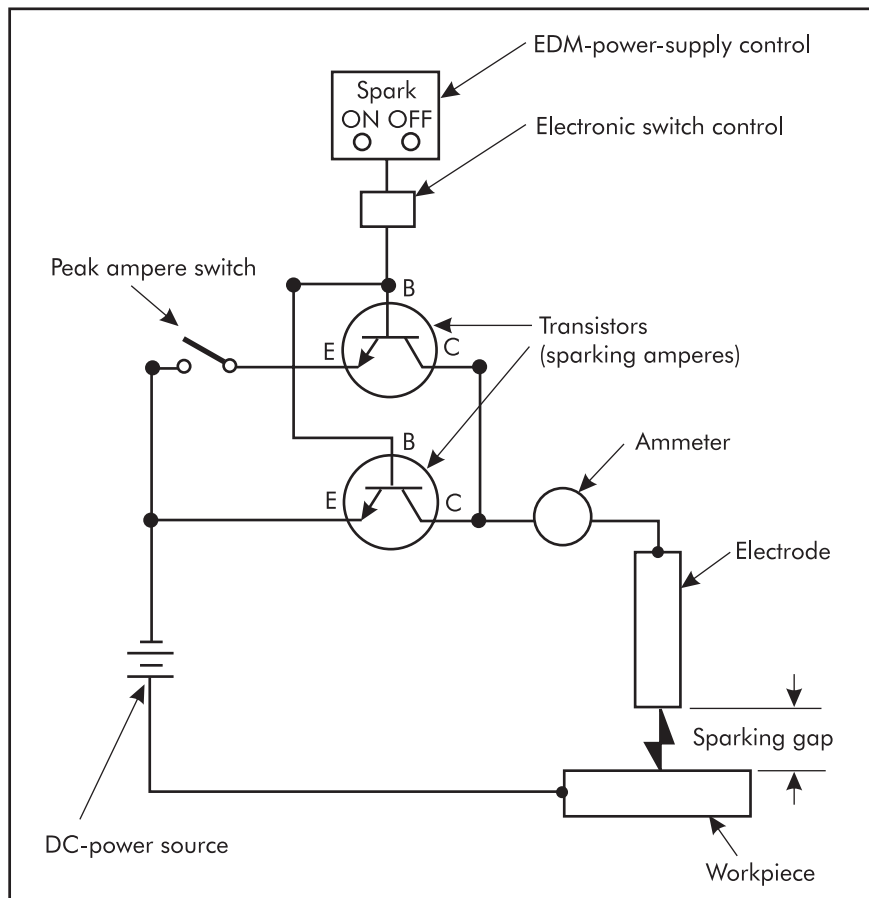 EDM-power-supply control
Spark
ON OFF
Electronic switch control
Peak ampere switch
B
E
C
Transistors
(sparking amperes)
B
E
C
Ammeter
Electrode
Sparking gap
DC-power source
Workpiece